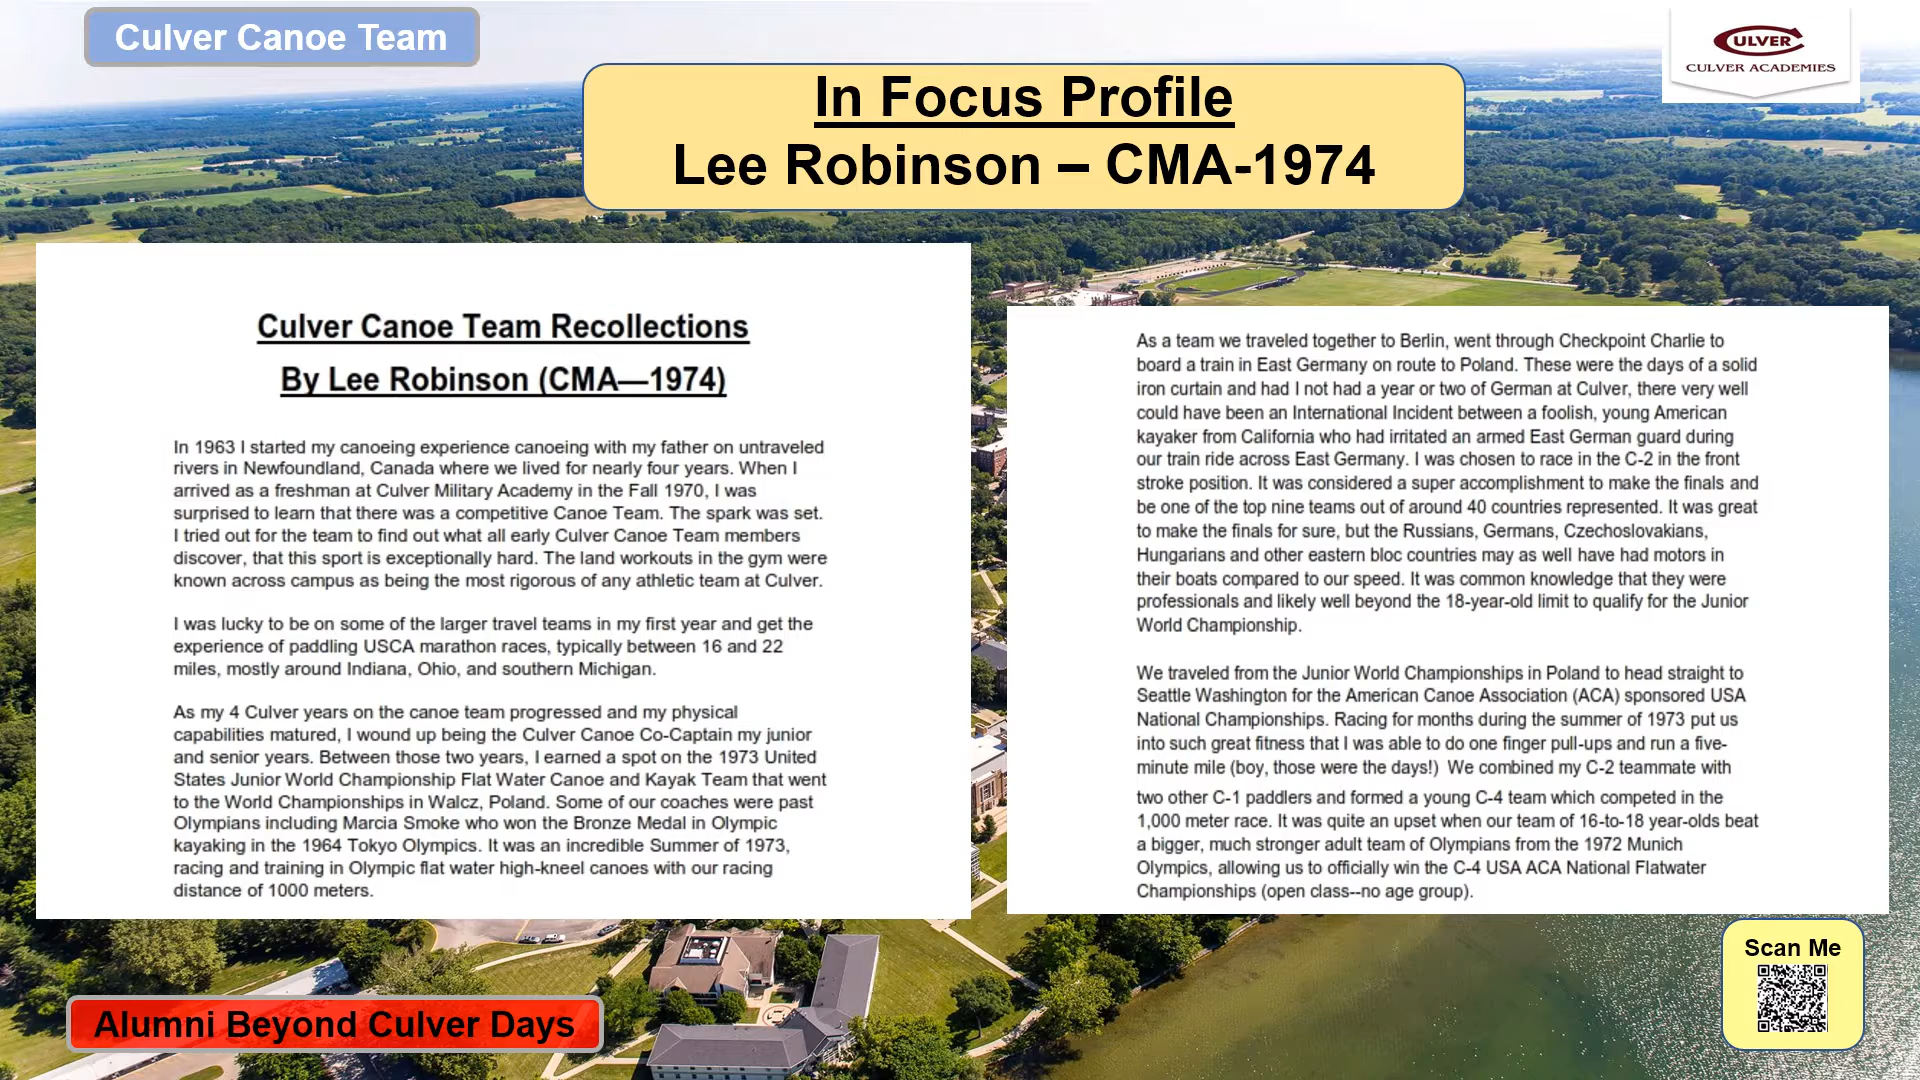 Culver Canoe Team
CULVER
CULVER ACADEMIES
In Focus Profile
Lee Robinson – CMA-1974
Culver Canoe Team Recollections
By Lee Robinson (CMA—1974)
In 1963 I started my canoeing experience canoeing with my father on untraveled
rivers in Newfoundland, Canada where we lived for nearly four years. When I
arrived as a freshman at Culver Military Academy in the Fall 1970, I was
surprised to learn that there was a competitive Canoe Team. The spark was set.
I tried out for the team to find out what all early Culver Canoe Team members
discover, that this sport is exceptionally hard. The land workouts in the gym were
known across campus as being the most rigorous of any athletic team at Culver.
I was lucky to be on some of the larger travel teams in my first year and get the
experience of paddling USCA marathon races, typically between 16 and 22
miles, mostly around Indiana, Ohio, and southern Michigan.
As my 4 Culver years on the canoe team progressed and my physical
capabilities matured, I wound up being the Culver Canoe Co-Captain my junior
and senior years. Between those two years, I earned a spot on the 1973 United
States Junior World Championship Flat Water Canoe and Kayak Team that went
to the World Championships in Walcz, Poland. Some of our coaches were past
Olympians including Marcia Smoke who won the Bronze Medal in Olympic
kayaking in the 1964 Tokyo Olympics. It was an incredible Summer of 1973,
racing and training in Olympic flat water high-kneel canoes with our racing
distance of 1000 meters.
As a team we traveled together to Berlin, went through Checkpoint Charlie to
board a train in East Germany on route to Poland. These were the days of a solid
iron curtain and had I not had a year or two of German at Culver, there very well
could have been an International Incident between a foolish, young American
kayaker from California who had irritated an armed East German guard during
our train ride across East Germany. I was chosen to race in the C-2 in the front
stroke position. It was considered a super accomplishment to make the finals and
be one of the top nine teams out of around 40 countries represented. It was great
to make the finals for sure, but the Russians, Germans, Czechoslovakians,
Hungarians and other eastern bloc countries may as well have had motors in
their boats compared to our speed. It was common knowledge that they were
professionals and likely well beyond the 18-year-old limit to qualify for the Junior
World Championship.
We traveled from the Junior World Championships in Poland to head straight to
Seattle Washington for the American Canoe Association (ACA) sponsored USA
National Championships. Racing for months during the summer of 1973 put us
into such great fitness that I was able to do one finger pull-ups and run a five-
minute mile (boy, those were the days!) We combined my C-2 teammate with
two other C-1 paddlers and formed a young C-4 team which competed in the
1,000 meter race. It was quite an upset when our team of 16-to-18 year-olds beat
a bigger, much stronger adult team of Olympians from the 1972 Munich
Olympics, allowing us to officially win the C-4 USA ACA National Flatwater
Championships (open class--no age group).
Scan Me
Alumni Beyond Culver Days